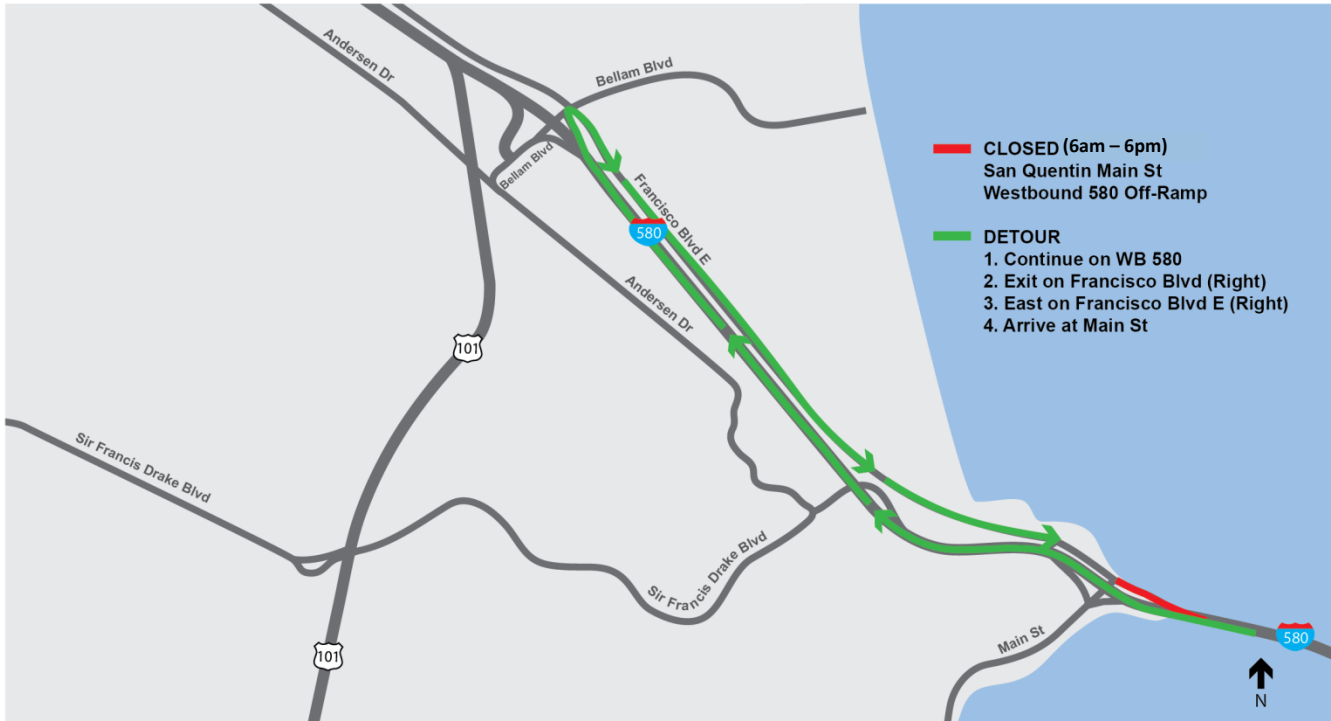 Andersen Dr
Bellam Blvd
Bellam Blvd
Francisco Blvd E
580
CLOSED (6am – 6pm)
San Quentin Main St
Westbound 580 Off-Ramp
DETOUR
1. Continue on WB 580
2. Exit on Francisco Blvd (Right)
3. East on Francisco Blvd E (Right)
4. Arrive at Main St
Andersen Dr
101
Sir Francis Drake Blvd
Sir Francis Drake Blvd
Main St
101
580
N